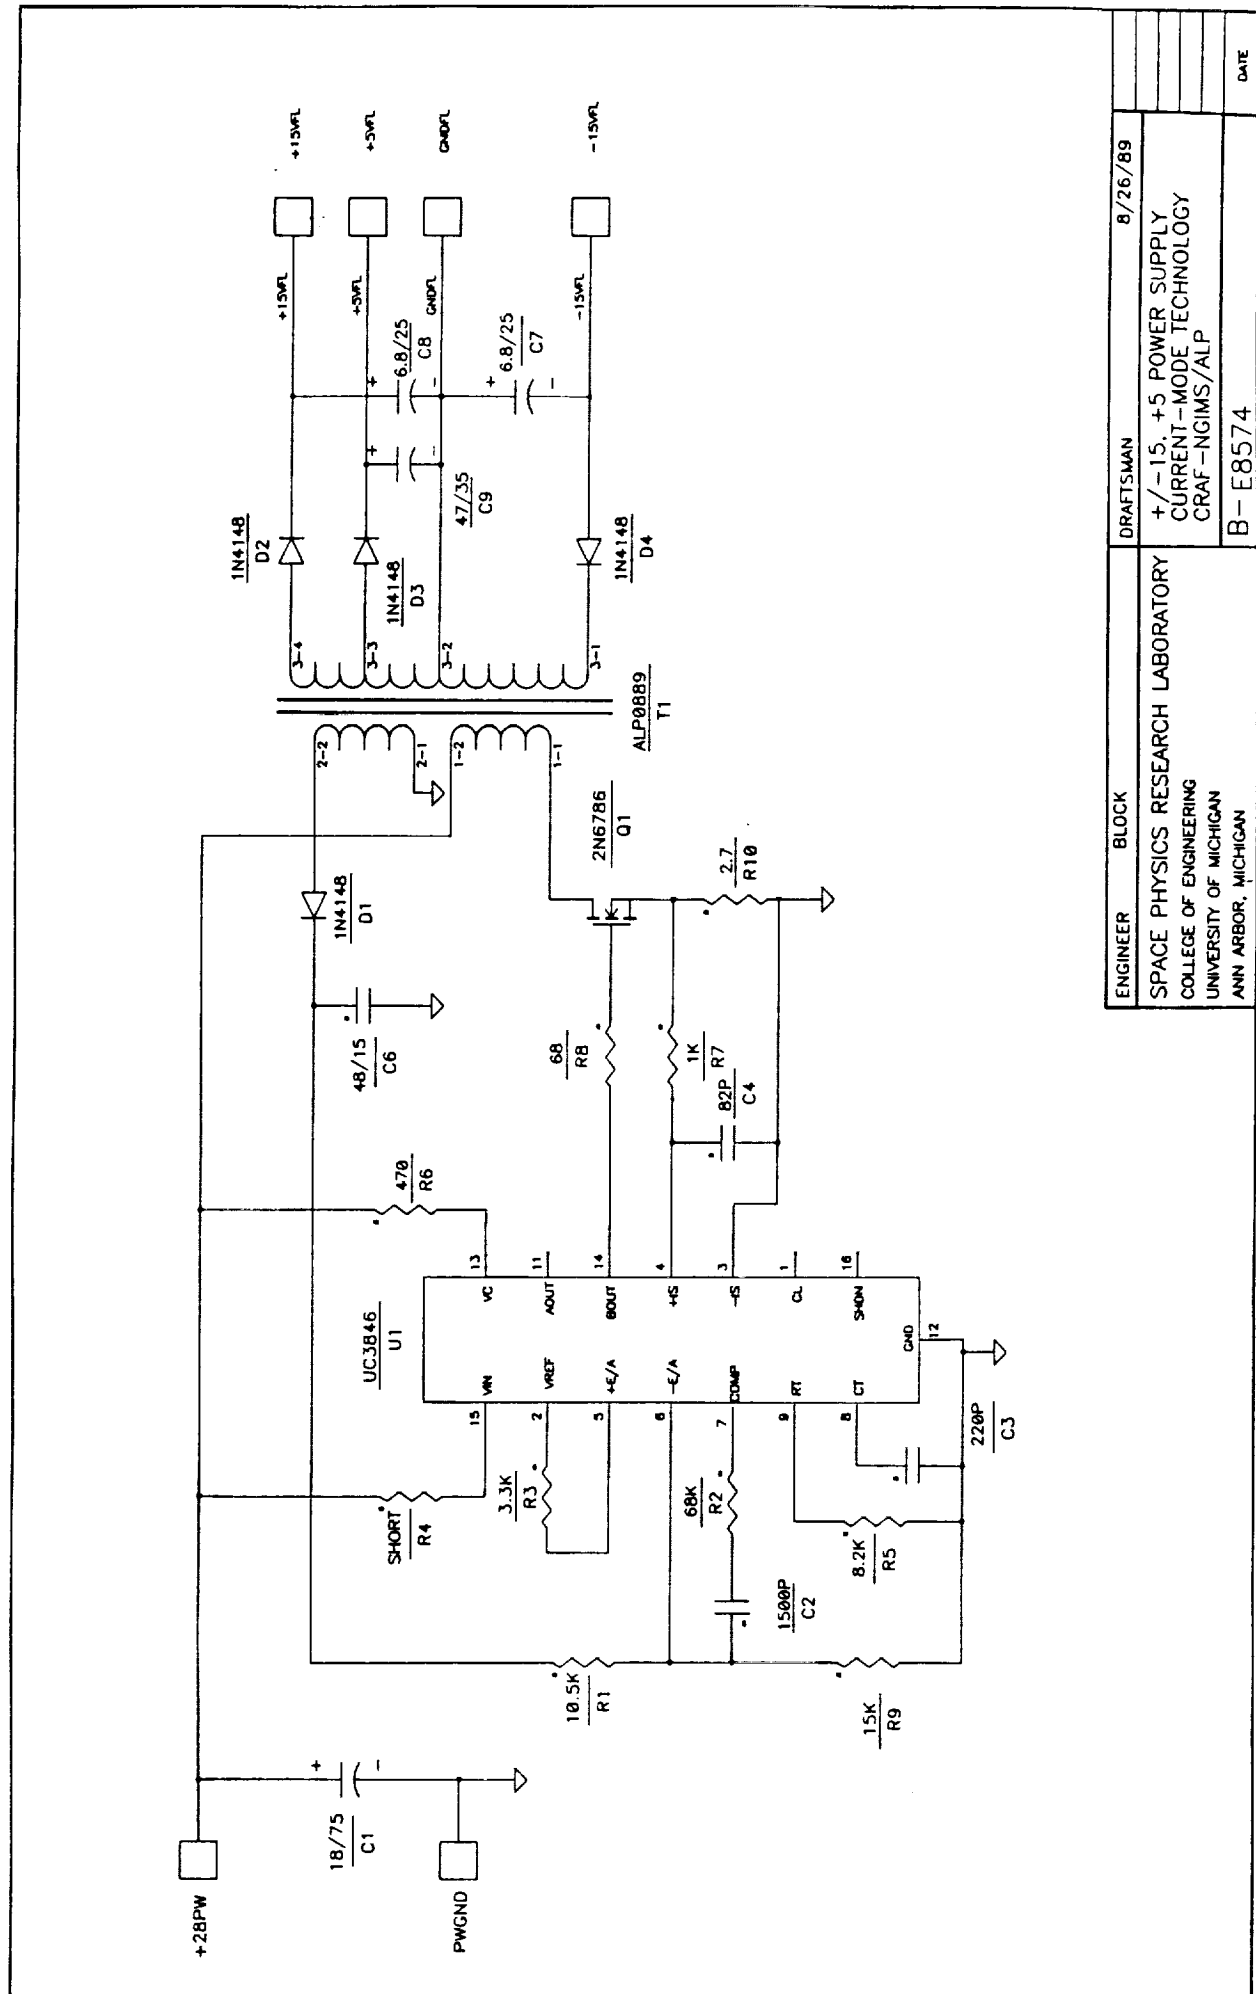 +28PW
18/75
C1
PWGND
10.5K
R1
15K
R9
SHORT
R4
3.3K
R3
68K
R2
1500P
C2
8.2K
R5
220P
C3
UC3846
U1
15
VIN
VC
13
2
VREF
AOUT
11
5
+E/A
BOUT
14
6
-E/A
+IS
4
7
COMP
-IS
3
9
RT
CL
1
8
CT
SHDN
16
GND
12
470
R6
48/15
C6
1N4148
D1
68
R8
1K
R7
82P
C4
2N6786
Q1
2.7
R10
2-2
2-1
1-2
1-1
ALP0889
T1
3-4
3-3
3-2
3-1
1N4148
D2
1N4148
D3
1N4148
D4
47/35
C9
6.8/25
C8
6.8/25
C7
+15VFL
+5VFL
GNDFL
-15VFL
+15VFL
+5VFL
GNDFL
-15VFL
ENGINEER BLOCK
DRAFTSMAN 8/26/89
SPACE PHYSICS RESEARCH LABORATORY
COLLEGE OF ENGINEERING
UNIVERSITY OF MICHIGAN
ANN ARBOR, MICHIGAN
+/-15, +5 POWER SUPPLY
CURRENT-MODE TECHNOLOGY
CRAF-NGIMS/ALP
B-E8574
DATE